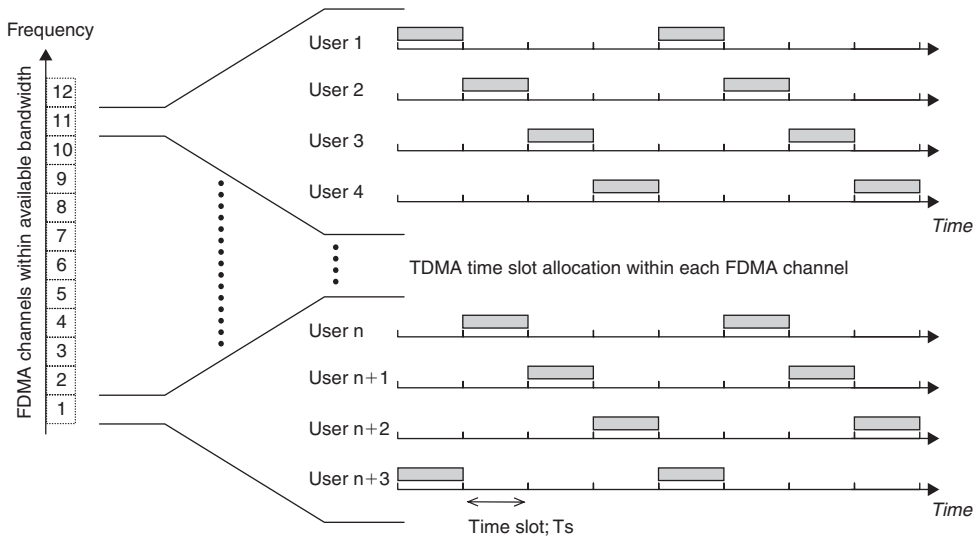 Frequency
FDMA channels within available bandwidth
12
11
10
9
8
7
6
5
4
3
2
1
User 1
User 2
User 3
User 4
Time
TDMA time slot allocation within each FDMA channel
User n
User n+1
User n+2
User n+3
Time
Time slot; Ts